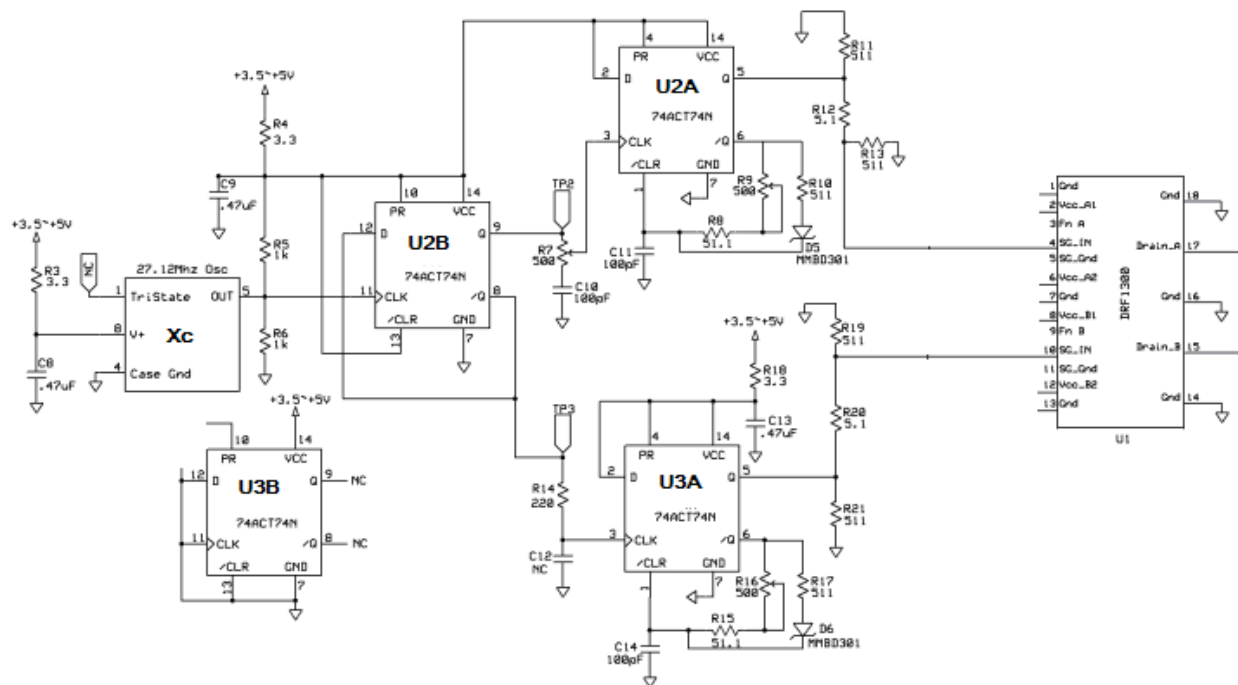 +3.5~+5V
R4
3.3
C9
.47uF
+3.5~+5V
R3
3.3
C8
.47uF
NC
27.12Mhz Osc
1
TriState
OUT
5
8
V+
Xc
4
Case Gnd
R5
1k
R6
1k
10
14
PR
VCC
12
D
Q
9
U2B
74ACT74N
11
CLK
/Q
8
/CLR
GND
13
7
TP2
R7
500
C10
100pF
4
14
PR
VCC
2
D
Q
5
U2A
74ACT74N
3
CLK
/Q
6
/CLR
GND
1
7
R9
500
R10
511
R8
51.1
D5
MMBD301
C11
100pF
R11
511
R12
5.1
R13
511
+3.5~+5V
10
14
PR
VCC
12
D
Q
9
NC
U3B
74ACT74N
11
CLK
/Q
8
NC
/CLR
GND
13
7
TP3
R14
220
C12
NC
+3.5~+5V
R18
3.3
C13
.47uF
4
14
PR
VCC
2
D
Q
5
U3A
...
74ACT74N
3
CLK
/Q
6
/CLR
GND
1
7
R16
500
R17
511
R15
51.1
D6
MMBD301
C14
100pF
R19
511
R20
5.1
R21
511
1 Gnd
2 Vcc_A1
3 Fn A
4 SG_IN
5 SG_Gnd
6 Vcc_A2
7 Gnd
8 Vcc_B1
9 Fn B
10 SG_IN
11 SG_Gnd
12 Vcc_B2
13 Gnd
DRF1300
Gnd 18
Drain_A 17
Gnd 16
Drain_B 15
Gnd 14
U1